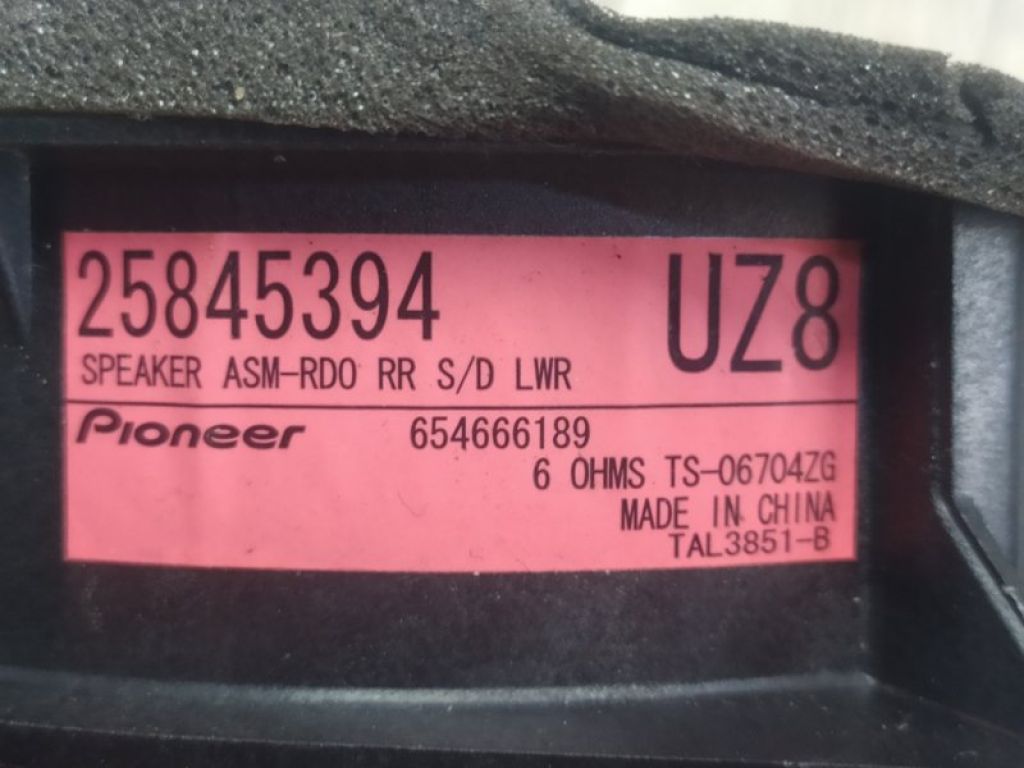 25845394 UZ8
SPEAKER ASM-RDO RR S/D LWR
Pioneer 654666189
6 OHMS TS-06704ZG
MADE IN CHINA
TAL3851-B